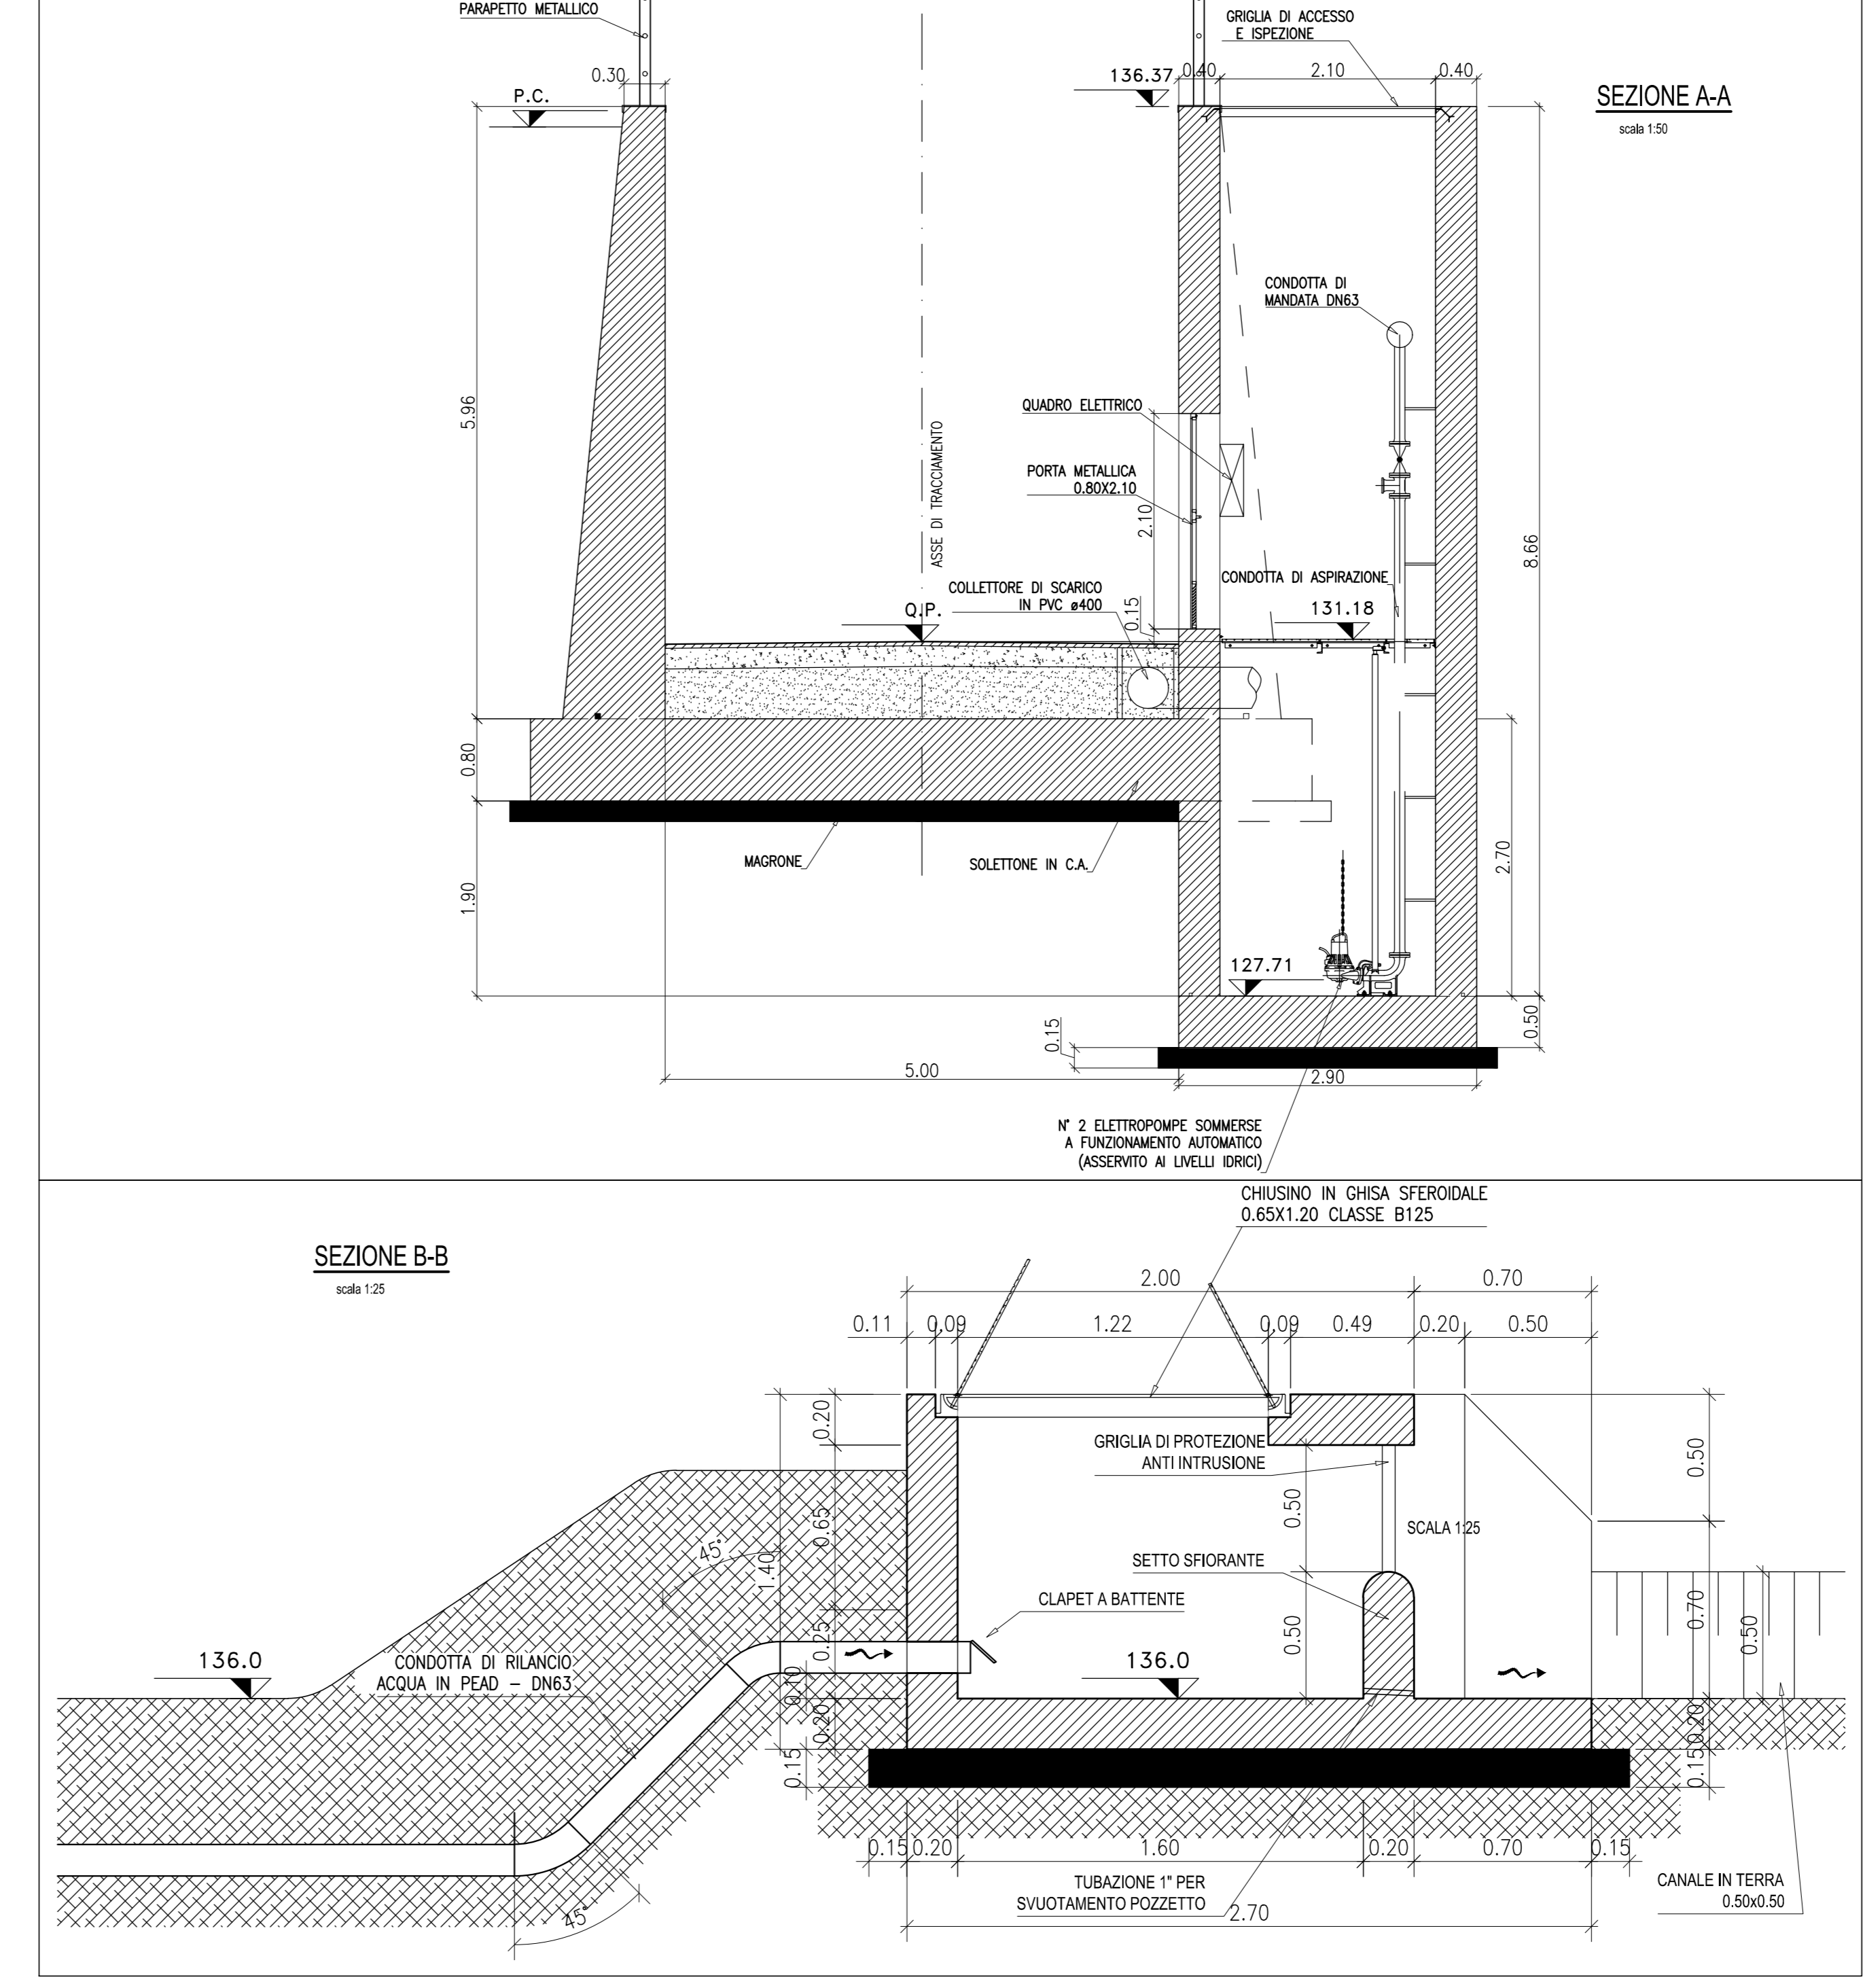 PARAPETTO METALLICO
GRIGLIA DI ACCESSO
E ISPEZIONE
0.30
136.37
0.40
2.10
0.40
P.C.
SEZIONE A-A
scala 1:50
CONDOTTA DI
MANDATA DN63
5.96
QUADRO ELETTRICO
ASSE DI TRACCIAMENTO
PORTA METALLICA
0.80X2.10
2.10
8.66
COLLETTORE DI SCARICO
IN PVC ø400
CONDOTTA DI ASPIRAZIONE
Q.P.
0.15
131.18
0.80
MAGRONE
SOLETTONE IN C.A.
2.70
1.90
127.71
0.15
0.50
5.00
2.90
N° 2 ELETTROPOMPE SOMMERSE
A FUNZIONAMENTO AUTOMATICO
(ASSERVITO AI LIVELLI IDRICI)
CHIUSINO IN GHISA SFEROIDALE
0.65X1.20 CLASSE B125
SEZIONE B-B
scala 1:25
2.00
0.70
0.11
0.09
1.22
0.09
0.49
0.20
0.50
0.20
GRIGLIA DI PROTEZIONE
ANTI INTRUSIONE
0.50
0.50
0.65
SCALA 1:25
45°
1.40
SETTO SFIORANTE
CLAPET A BATTENTE
0.25
0.50
0.70
0.50
136.0
CONDOTTA DI RILANCIO
ACQUA IN PEAD – DN63
136.0
0.10
0.20
0.20
0.15
0.15
0.15
0.20
1.60
0.20
0.70
0.15
TUBAZIONE 1" PER
SVUOTAMENTO POZZETTO
2.70
CANALE IN TERRA
0.50x0.50
45°